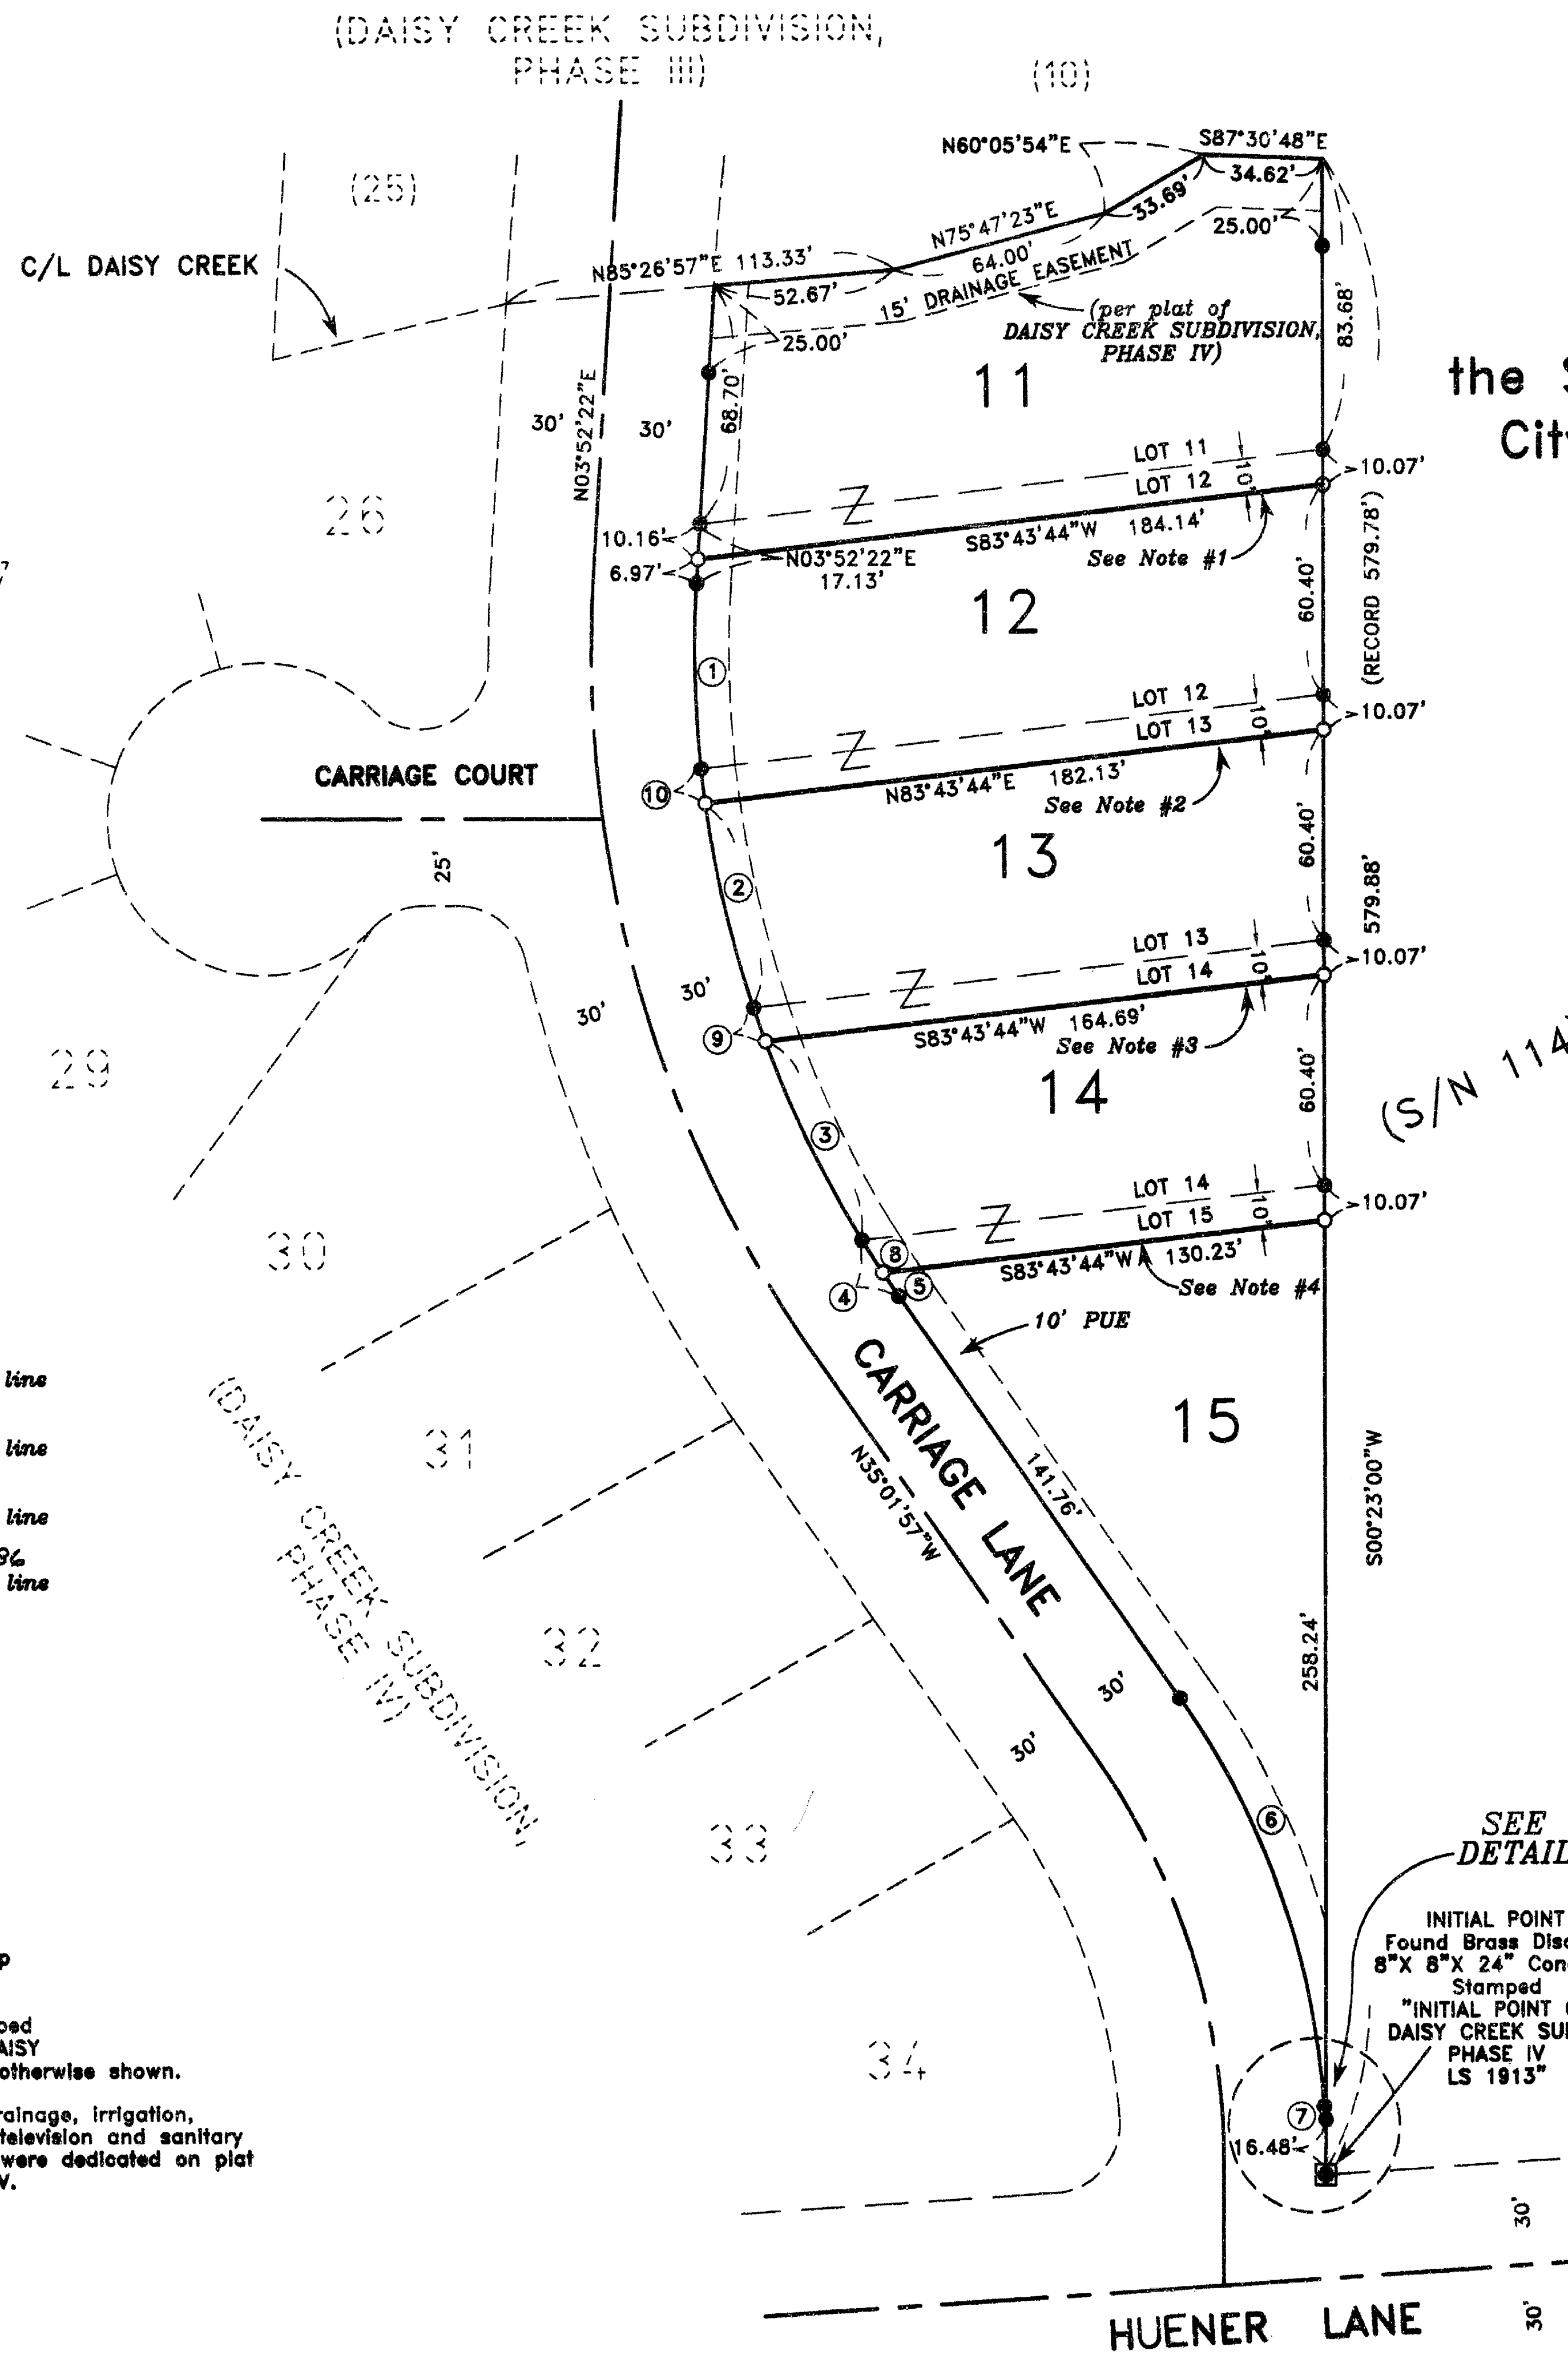 (DAISY CREEK SUBDIVISION,
PHASE III)
(10)
(25)
N60°05'54"E
S87°30'48"E
34.62'
33.69'
C/L DAISY CREEK
N85°26'57"E 113.33'
N75°47'23"E
64.00'
52.67'
25.00'
15' DRAINAGE EASEMENT
(per plat of
DAISY CREEK SUBDIVISION,
PHASE IV)
25.00'
83.68'
11
N03°52'22"E
30'
30'
68.70'
the
City
26
LOT 11
LOT 12
10'
10.07'
(RECORD 579.78')
10.16'
6.97'
N03°52'22"E
17.13'
S83°43'44"W 184.14'
See Note #1
12
60.40'
1
LOT 12
LOT 13
10'
10.07'
CARRIAGE COURT
10
N83°43'44"E 182.13'
See Note #2
13
60.40'
25'
2
579.88'
LOT 13
LOT 14
10'
10.07'
30'
30'
9
S83°43'44"W 164.69'
See Note #3
29
14
60.40'
(S/N 114
3
LOT 14
LOT 15
10'
10.07'
30
8
5
4
S83°43'44"W 130.23'
See Note #4
10' PUE
CARRIAGE LANE
line
line
line
86
line
31
N35°01'57"W
141.76'
15
S00°23'00"W
(DAISY CREEK SUBDIVISION,
PHASE IV)
32
258.24'
30'
30'
33
6
SEE
DETAIL
INITIAL POINT
Found Brass Disc
8"X 8"X 24"
Stamped
"INITIAL POINT
DAISY CREEK
PHASE IV
LS 1913"
34
otherwise shown.
irrigation,
television and sanitary
were dedicated on plat
7
16.48'
30'
HUENER LANE
30'